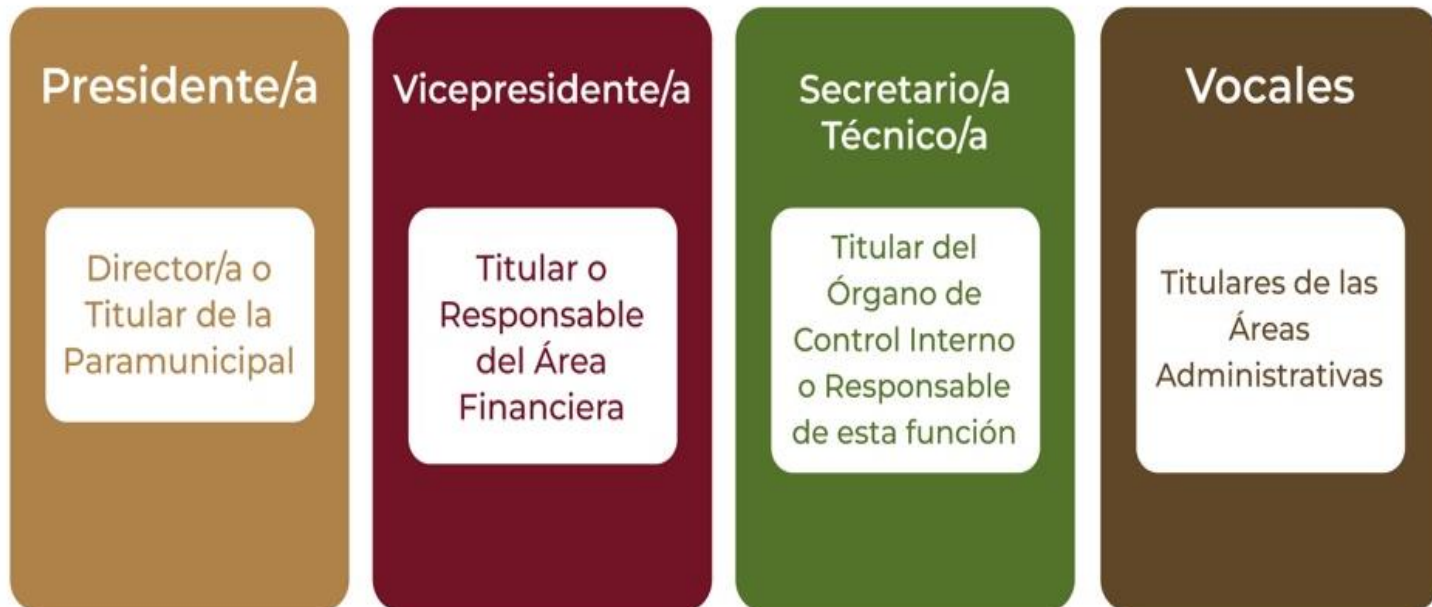 Presidente/a
Director/a o
Titular de la
Paramunicipal
Vicepresidente/a
Titular o
Responsable
del Área
Financiera
Secretario/a
Técnico/a
Titular del
Órgano de
Control Interno
o Responsable
de esta función
Vocales
Titulares de las
Áreas
Administrativas